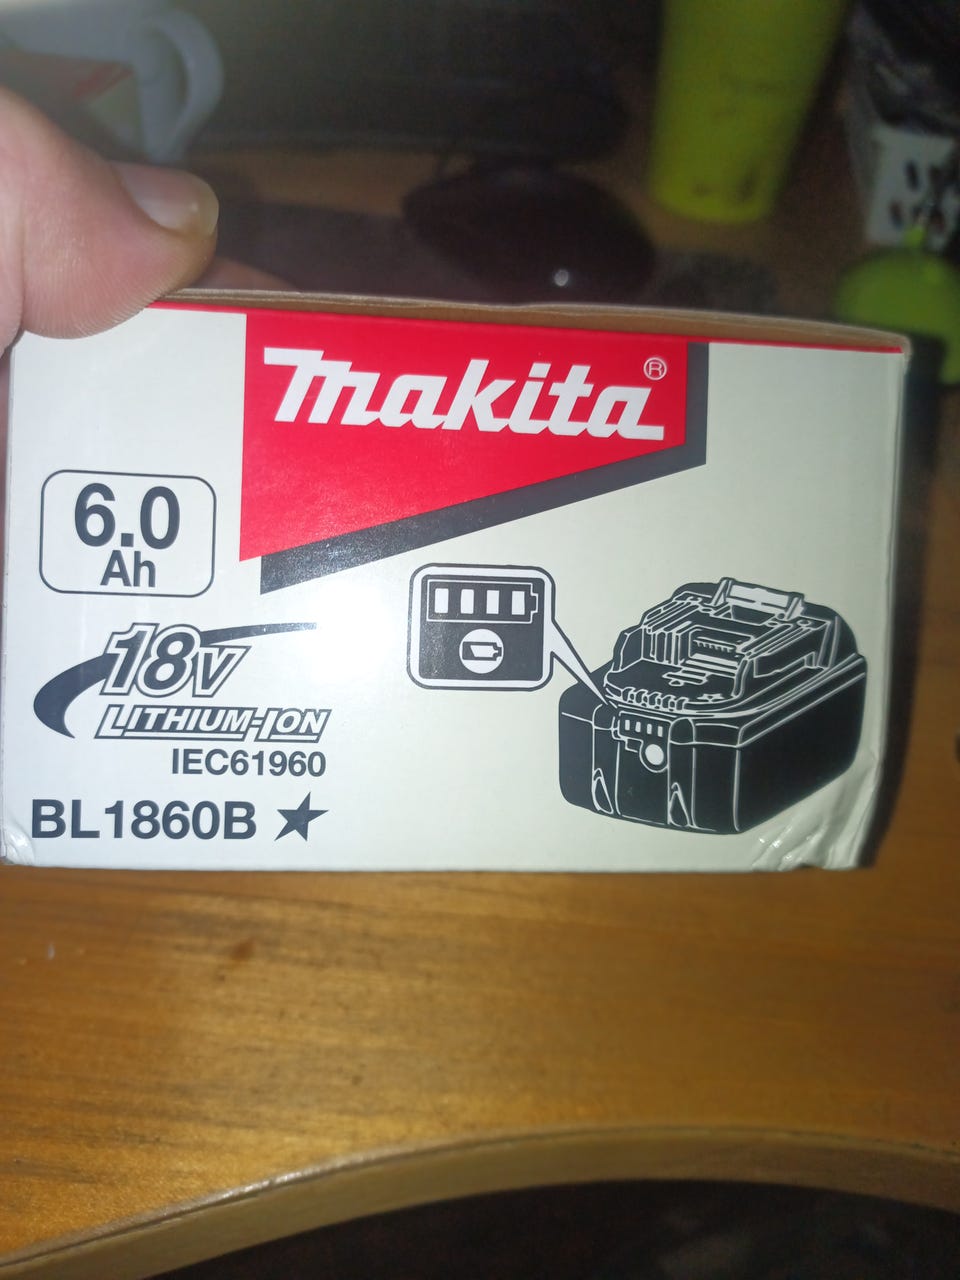 makita®
6.0
Ah
18V
LITHIUM-ION
IEC61960
BL1860B ★